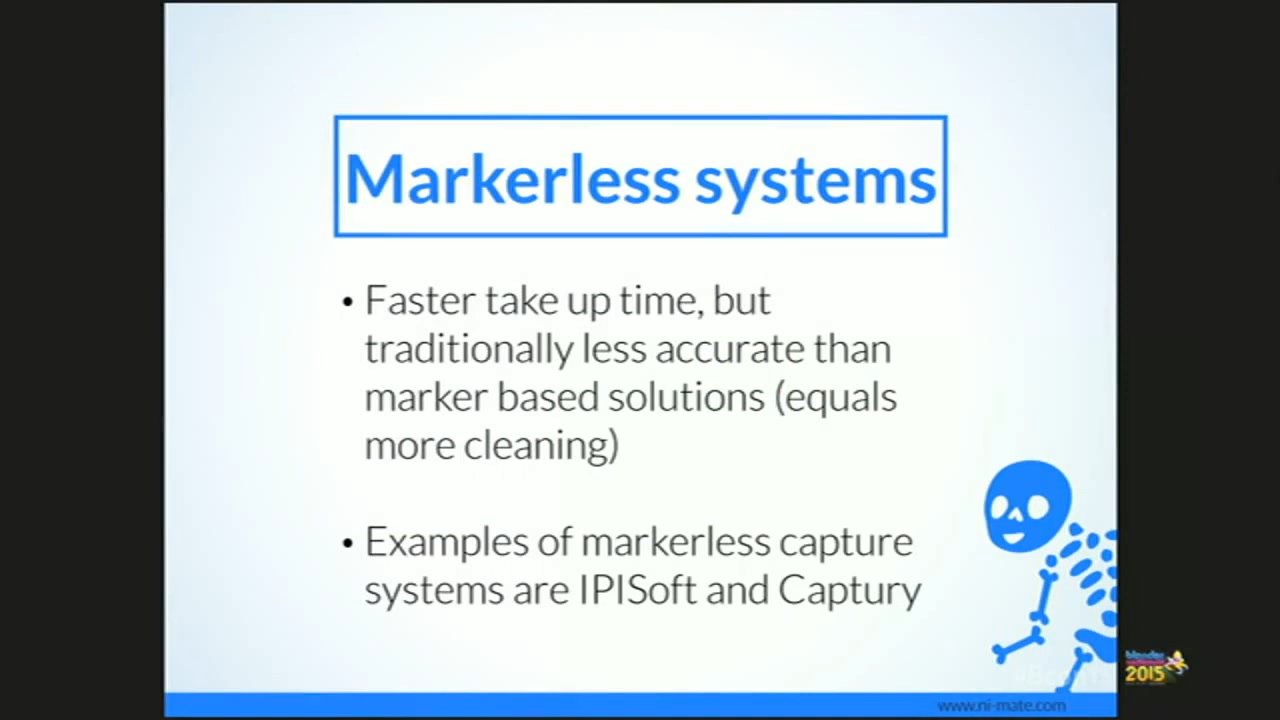 Markerless systems
• Faster take up time, but
traditionally less accurate than
marker based solutions (equals
more cleaning)
• Examples of markerless capture
systems are IPISoft and Captury
www.ni-mate.com
2015